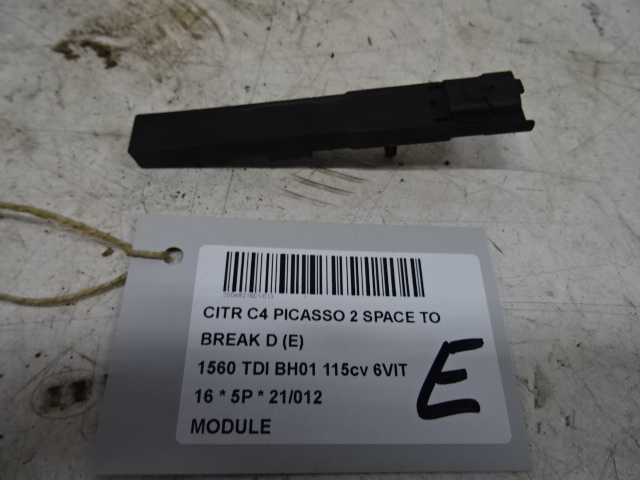 CITR C4 PICASSO 2 SPACE TO
BREAK D (E)
1560 TDI BH01 115cv 6VIT
16 * 5P * 21/012
MODULE
E